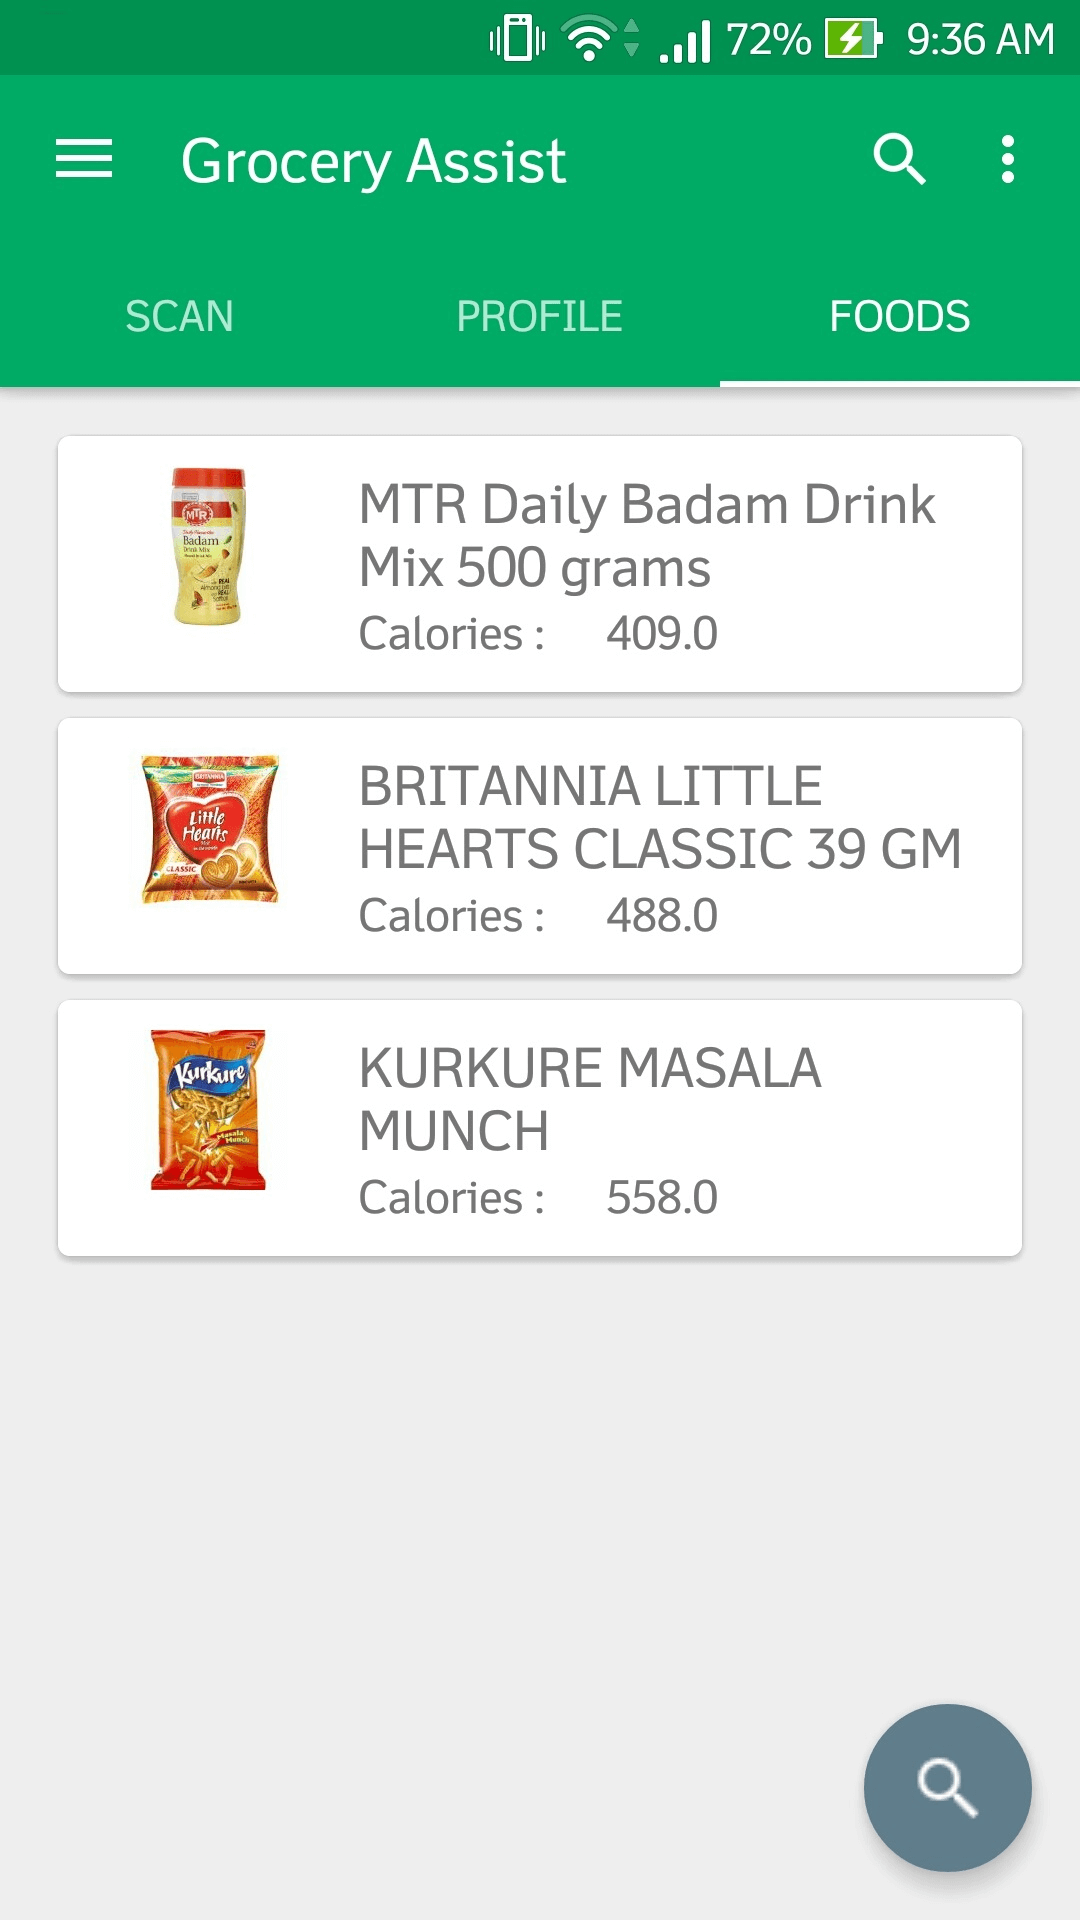 72% 9:36 AM
Grocery Assist
SCAN PROFILE FOODS
MTR
Badam
Drink Mix
REAL
MTR Daily Badam Drink
Mix 500 grams
Calories : 409.0
BRITANNIA
Little
Hearts
CLASSIC
BRITANNIA LITTLE
HEARTS CLASSIC 39 GM
Calories : 488.0
Kurkure
Masala
Munch
KURKURE MASALA
MUNCH
Calories : 558.0